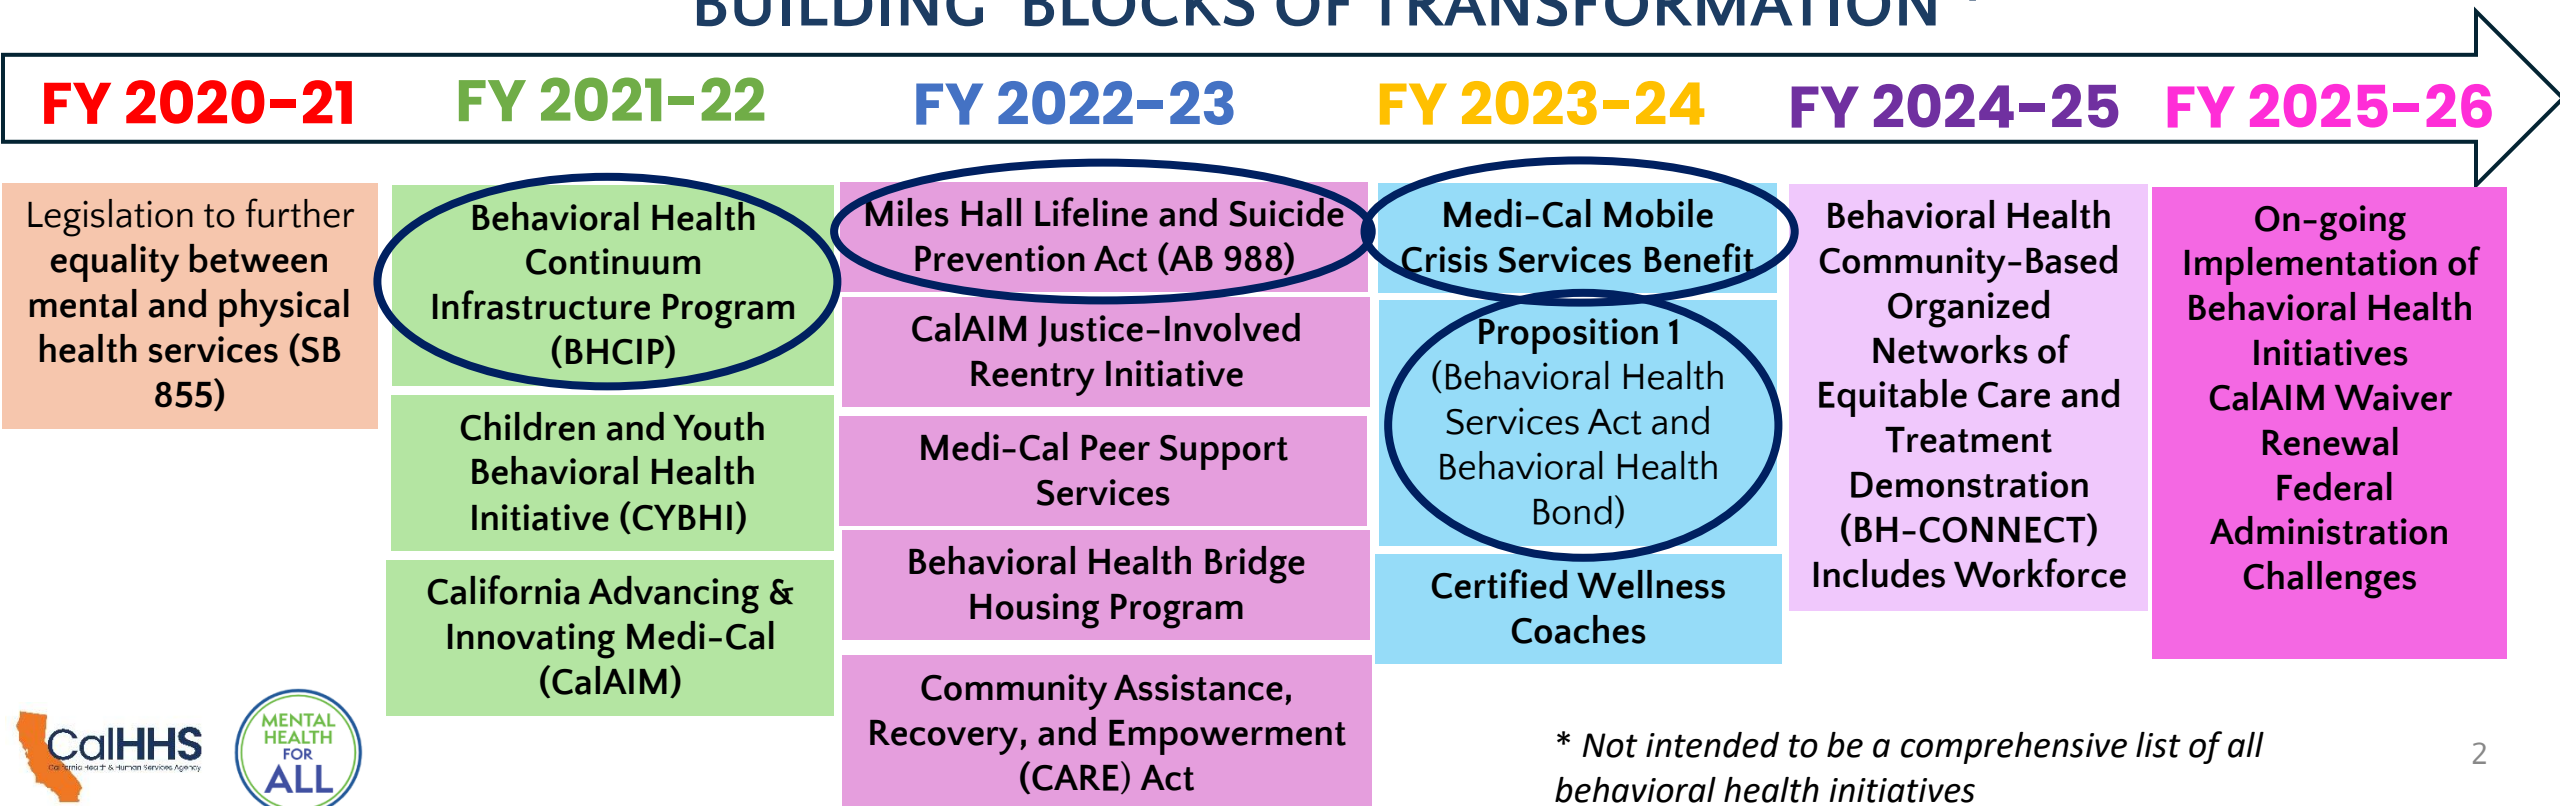 BUILDING BLOCKS OF TRANSFORMATION *
FY 2020-21
FY 2021-22
FY 2022-23
FY 2023-24
FY 2024-25
FY 2025-26
Legislation to further
equality between
mental and physical
health services (SB
855)
Behavioral Health
Continuum
Infrastructure Program
(BHCIP)
Children and Youth
Behavioral Health
Initiative (CYBHI)
California Advancing &
Innovating Medi-Cal
(CalAIM)
Miles Hall Lifeline and Suicide
Prevention Act (AB 988)
CalAIM Justice-Involved
Reentry Initiative
Medi-Cal Peer Support
Services
Behavioral Health Bridge
Housing Program
Community Assistance,
Recovery, and Empowerment
(CARE) Act
Medi-Cal Mobile
Crisis Services Benefit
Proposition 1
(Behavioral Health
Services Act and
Behavioral Health
Bond)
Certified Wellness
Coaches
Behavioral Health
Community-Based
Organized
Networks of
Equitable Care and
Treatment
Demonstration
(BH-CONNECT)
Includes Workforce
On-going
Implementation of
Behavioral Health
Initiatives
CalAIM Waiver
Renewal
Federal
Administration
Challenges
CalHHS
California Health & Human Services Agency
MENTAL
HEALTH
FOR
ALL
* Not intended to be a comprehensive list of all
behavioral health initiatives
2